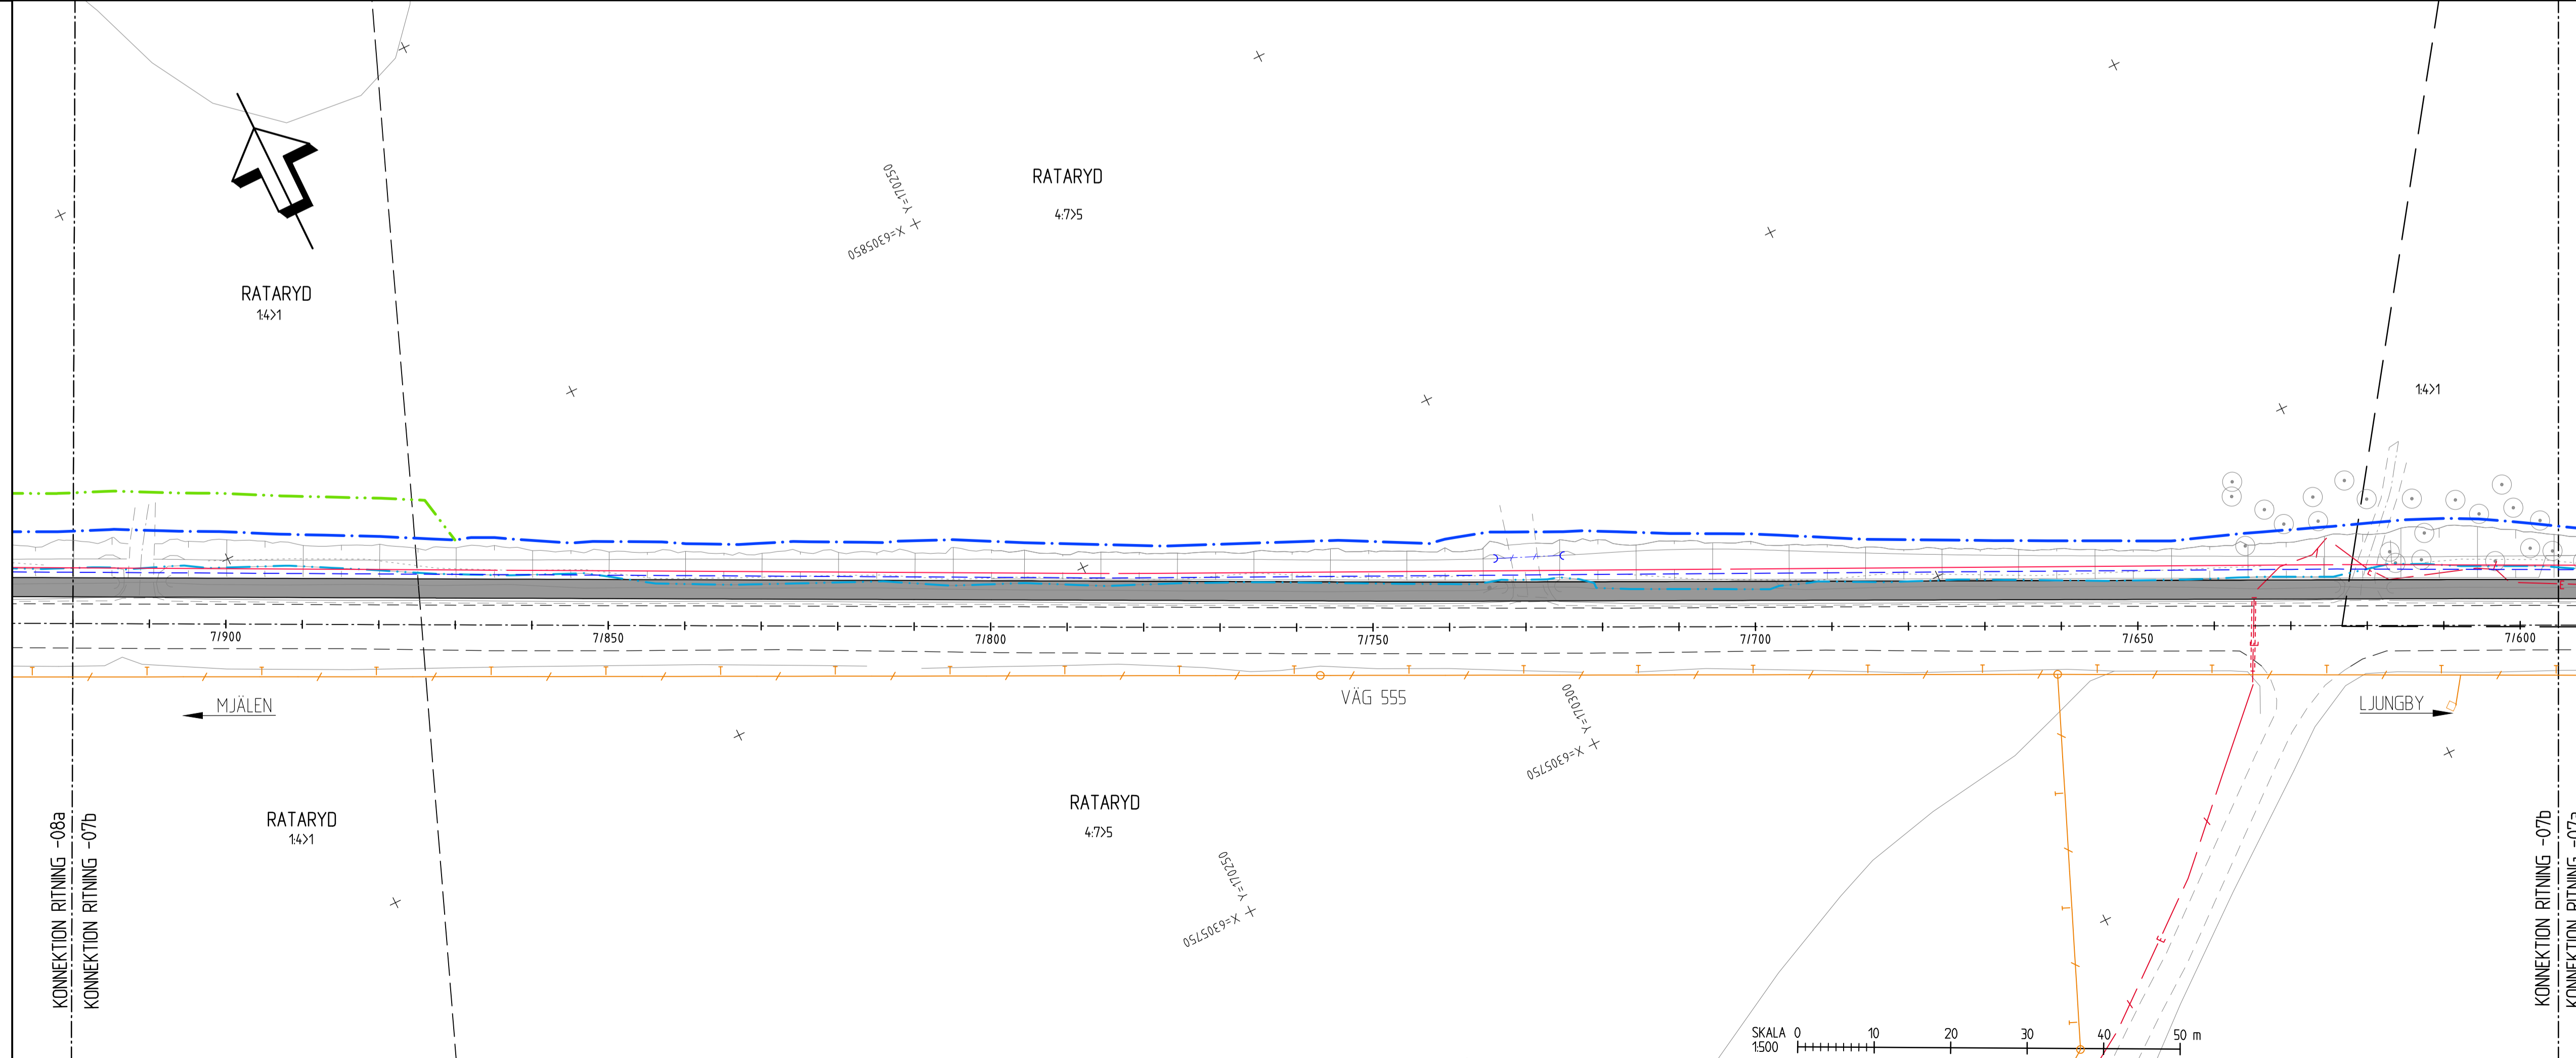 RATARYD
4:7>5
Y=170250
X=6305850
RATARYD
1:4>1
1:4>1
7/900
7/850
7/800
7/750
7/700
7/650
7/600
MJÄLEN
VÄG 555
LJUNGBY
Y=170300
X=6305750
RATARYD
4:7>5
RATARYD
1:4>1
Y=170250
X=6305750
KONNEKTION RITNING -08a
KONNEKTION RITNING -07b
KONNEKTION RITNING -07b
KONNEKTION RITNING -07a
SKALA 0 10 20 30 40 50 m
1:500